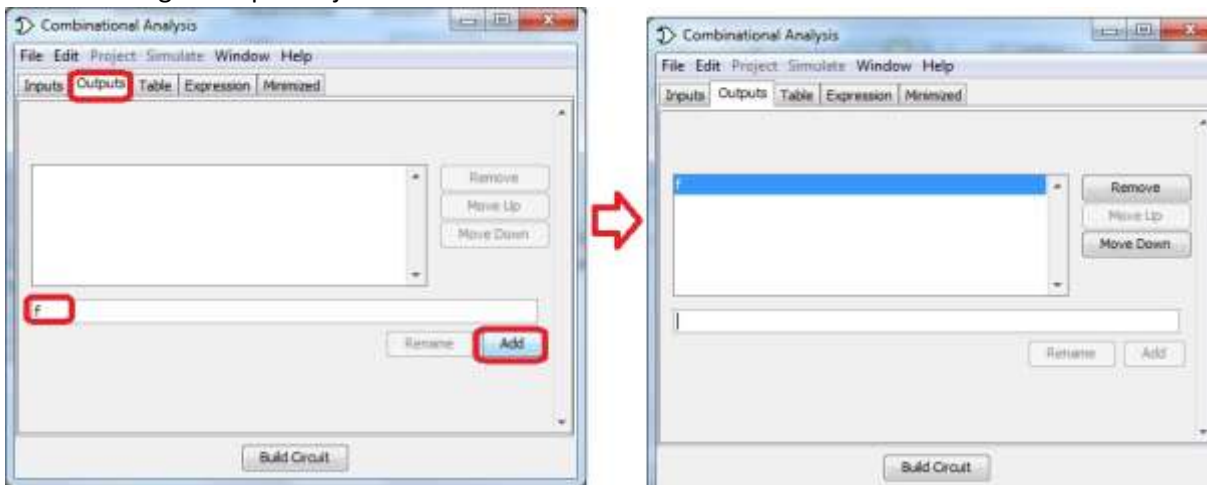 Combinational Analysis
File Edit Project Simulate Window Help
Inputs Outputs Table Expression Minimized
Remove
Move Up
Move Down
f
Rename Add
Build Circuit
Combinational Analysis
File Edit Project Simulate Window Help
Inputs Outputs Table Expression Minimized
f
Remove
Move Up
Move Down
Rename Add
Build Circuit